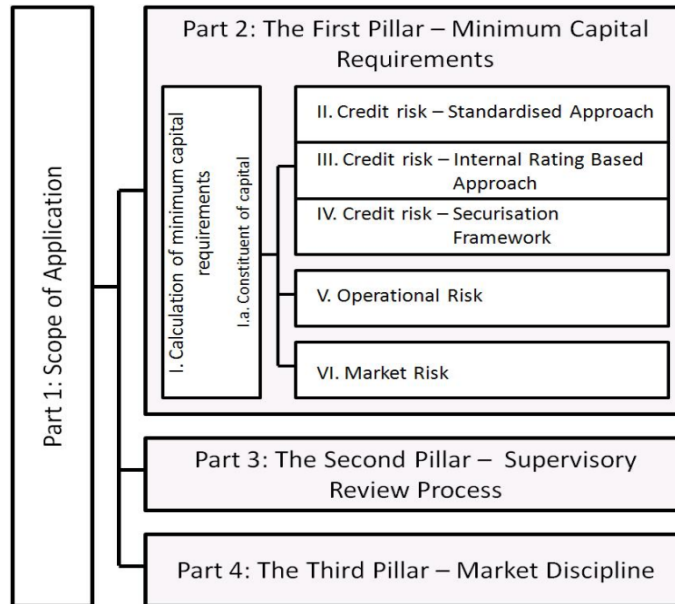 Part 1: Scope of Application
Part 2: The First Pillar – Minimum Capital
Requirements
I. Calculation of minimum capital
requirements
I.a. Constituent of capital
II. Credit risk – Standardised Approach
III. Credit risk – Internal Rating Based
Approach
IV. Credit risk – Securisation
Framework
V. Operational Risk
VI. Market Risk
Part 3: The Second Pillar – Supervisory
Review Process
Part 4: The Third Pillar – Market Discipline